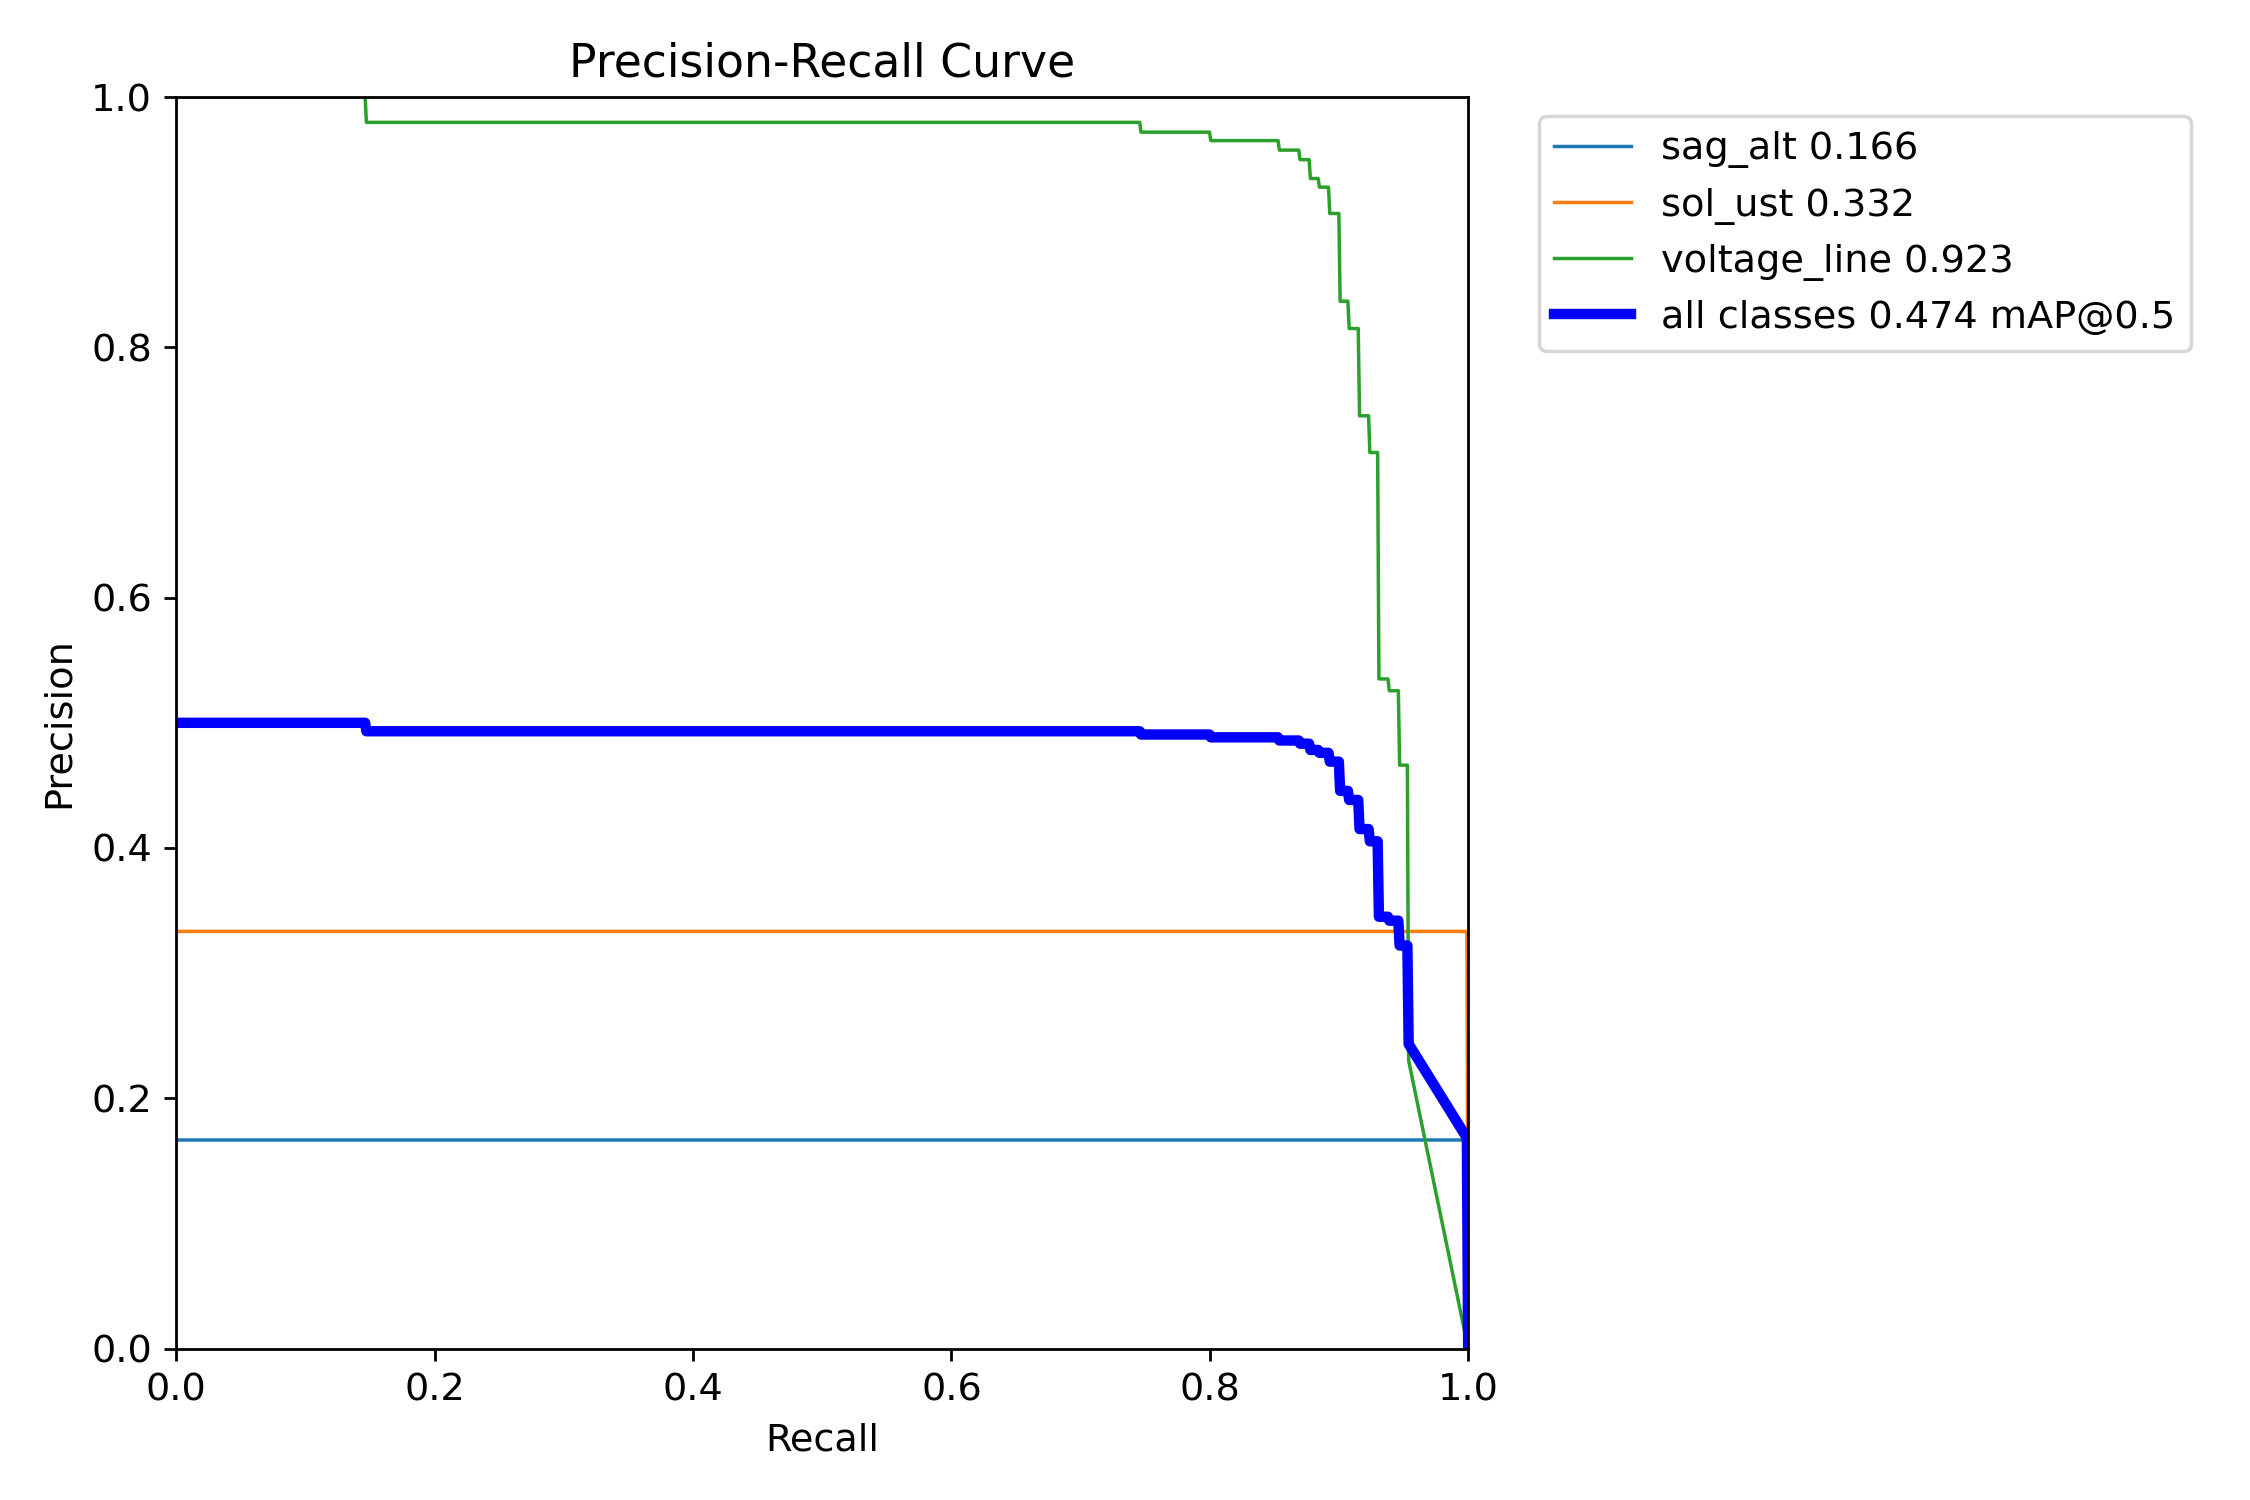 Precision-Recall Curve
1.0
0.8
0.6
0.4
0.2
0.0
Precision
0.0 0.2 0.4 0.6 0.8 1.0
Recall
sag_alt 0.166
sol_ust 0.332
voltage_line 0.923
all classes 0.474 mAP@0.5